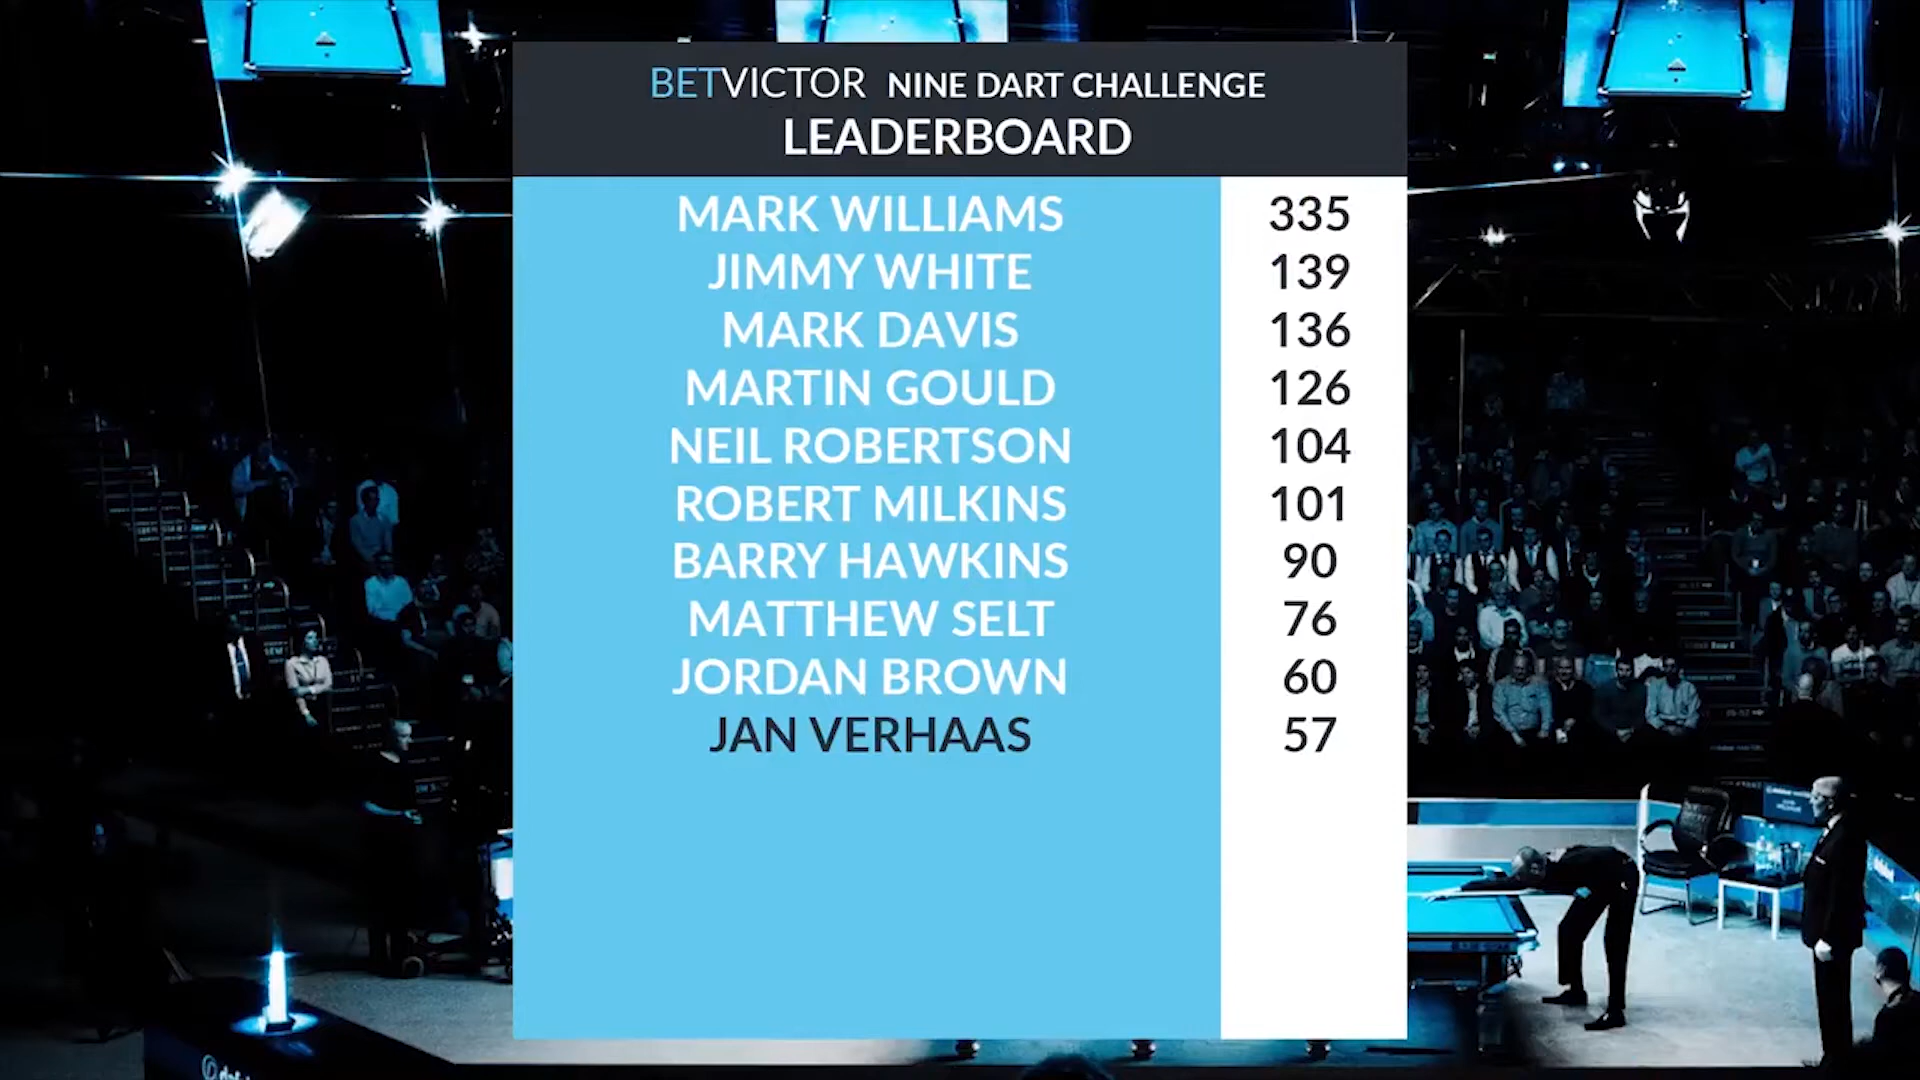 BETVICTOR NINE DART CHALLENGE
LEADERBOARD
MARK WILLIAMS 335
JIMMY WHITE 139
MARK DAVIS 136
MARTIN GOULD 126
NEIL ROBERTSON 104
ROBERT MILKINS 101
BARRY HAWKINS 90
MATTHEW SELT 76
JORDAN BROWN 60
JAN VERHAAS 57